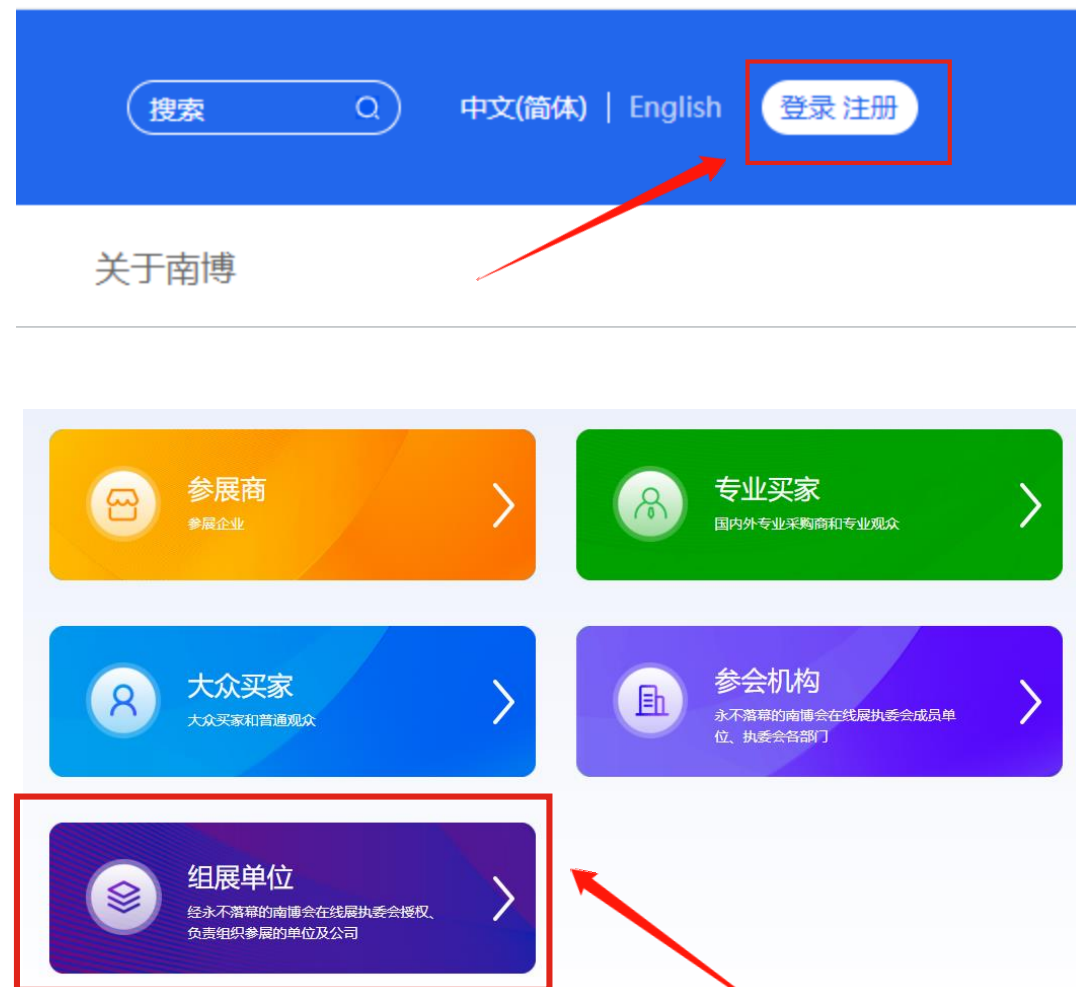 搜索
中文(简体) | English
登录 注册
关于南博
参展商
参展企业
专业买家
国内外专业采购商和专业观众
大众买家
大众买家和普通观众
参会机构
永不落幕的南博会在线展执委会成员单
位、执委会各部门
组展单位
经永不落幕的南博会在线展执委会授权、
负责组织参展的单位及公司